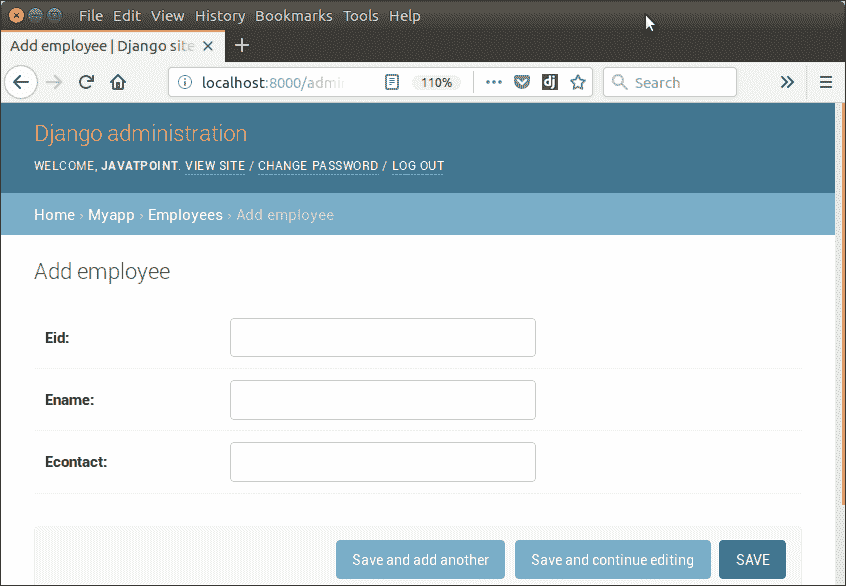 File Edit View History Bookmarks Tools Help
Add employee | Django site
localhost:8000/admi 110% Search
Django administration
WELCOME, JAVATPOINT. VIEW SITE / CHANGE PASSWORD / LOG OUT
Home › Myapp › Employees › Add employee
Add employee
Eid:
Ename:
Econtact:
Save and add another Save and continue editing SAVE